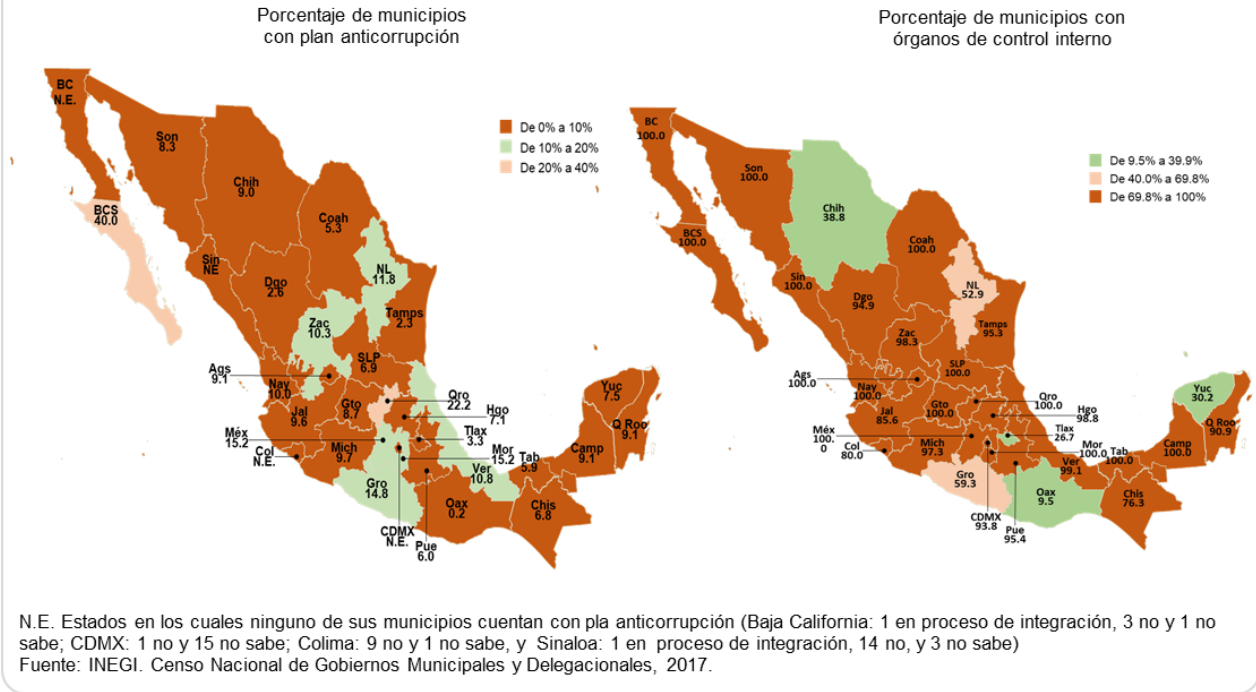 Porcentaje de municipios
con plan anticorrupción
BC
N.E.
Son
8.3
Chih
9.0
Coah
5.3
BCS
40.0
Sin
NE
Dgo
2.6
NL
11.8
Tamps
2.3
Zac
10.3
SLP
6.9
Ags
9.1
Nay
10.0
Jal
9.6
Gto
8.7
Qro
22.2
Hgo
7.1
Tlax
3.3
Méx
15.2
Col
N.E.
Mich
9.7
Mor
15.2
Tab
5.9
Ver
10.8
Gro
14.8
CDMX
N.E.
Pue
6.0
Oax
0.2
Chis
6.8
Camp
9.1
Yuc
7.5
Q Roo
9.1
De 0% a 10%
De 10% a 20%
De 20% a 40%
Porcentaje de municipios con
órganos de control interno
BC
100.0
Son
100.0
Chih
38.8
Coah
100.0
BCS
100.0
Sin
100.0
Dgo
94.9
NL
52.9
Tamps
95.3
Zac
98.3
SLP
100.0
Ags
100.0
Nay
100.0
Jal
85.6
Gto
100.0
Qro
100.0
Hgo
98.8
Tlax
26.7
Méx
100.
0
Col
80.0
Mich
97.3
Mor
100.0
Tab
100.0
Ver
99.1
Gro
59.3
CDMX
93.8
Pue
95.4
Oax
9.5
Chis
76.3
Camp
100.0
Yuc
30.2
Q Roo
90.9
De 9.5% a 39.9%
De 40.0% a 69.8%
De 69.8% a 100%
N.E. Estados en los cuales ninguno de sus municipios cuentan con pla anticorrupción (Baja California: 1 en proceso de integración, 3 no y 1 no
sabe; CDMX: 1 no y 15 no sabe; Colima: 9 no y 1 no sabe, y Sinaloa: 1 en proceso de integración, 14 no, y 3 no sabe)
Fuente: INEGI. Censo Nacional de Gobiernos Municipales y Delegacionales, 2017.